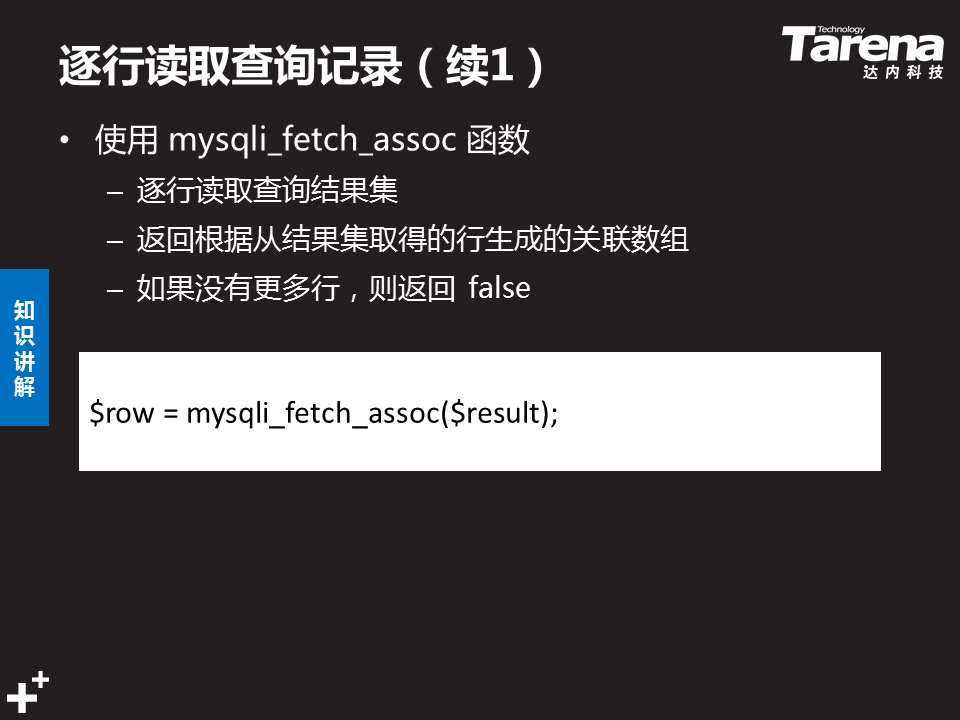 逐行读取查询记录（续1）
Technology
Tarena
达内科技
• 使用 mysqli_fetch_assoc 函数
– 逐行读取查询结果集
– 返回根据从结果集取得的行生成的关联数组
– 如果没有更多行，则返回 false
知识讲解
$row = mysqli_fetch_assoc($result);